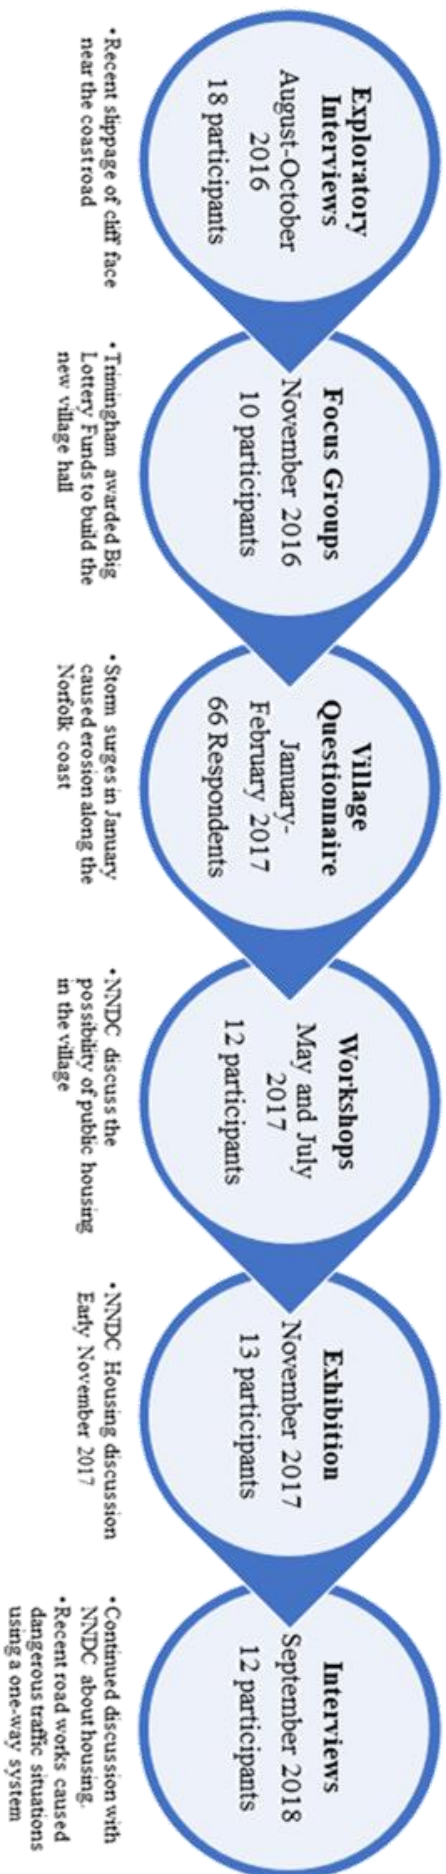 Exploratory
Interviews
August-October
2016
18 participants
• Recent slippage of cliff face
near the coast road
Focus Groups
November 2016
10 participants
• Trimingham awarded Big
Lottery Funds to build the
new village hall
Village
Questionnaire
January-
February 2017
66 Respondents
• Storm surges in January
caused erosion along the
Norfolk coast
Workshops
May and July
2017
12 participants
• NNDC discuss the
possibility of public housing
in the village
Exhibition
November 2017
13 participants
• NNDC Housing discussion
Early November 2017
Interviews
September 2018
12 participants
• Continued discussion with
NNDC about housing.
• Recent road works caused
dangerous traffic situations
using a one-way system